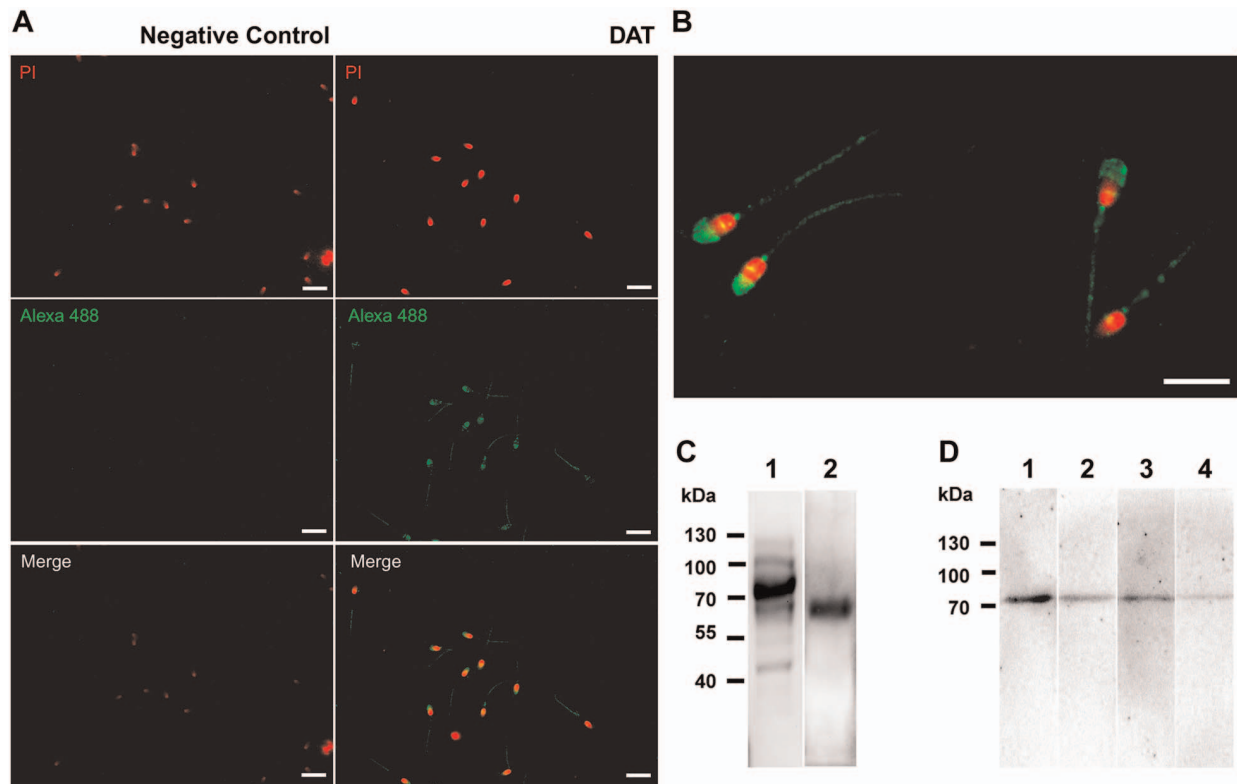 A
Negative Control
DAT
PI
PI
Alexa 488
Alexa 488
Merge
Merge
B
C
1 2
kDa
130
100
70
55
40
D
1 2 3 4
kDa
130
100
70